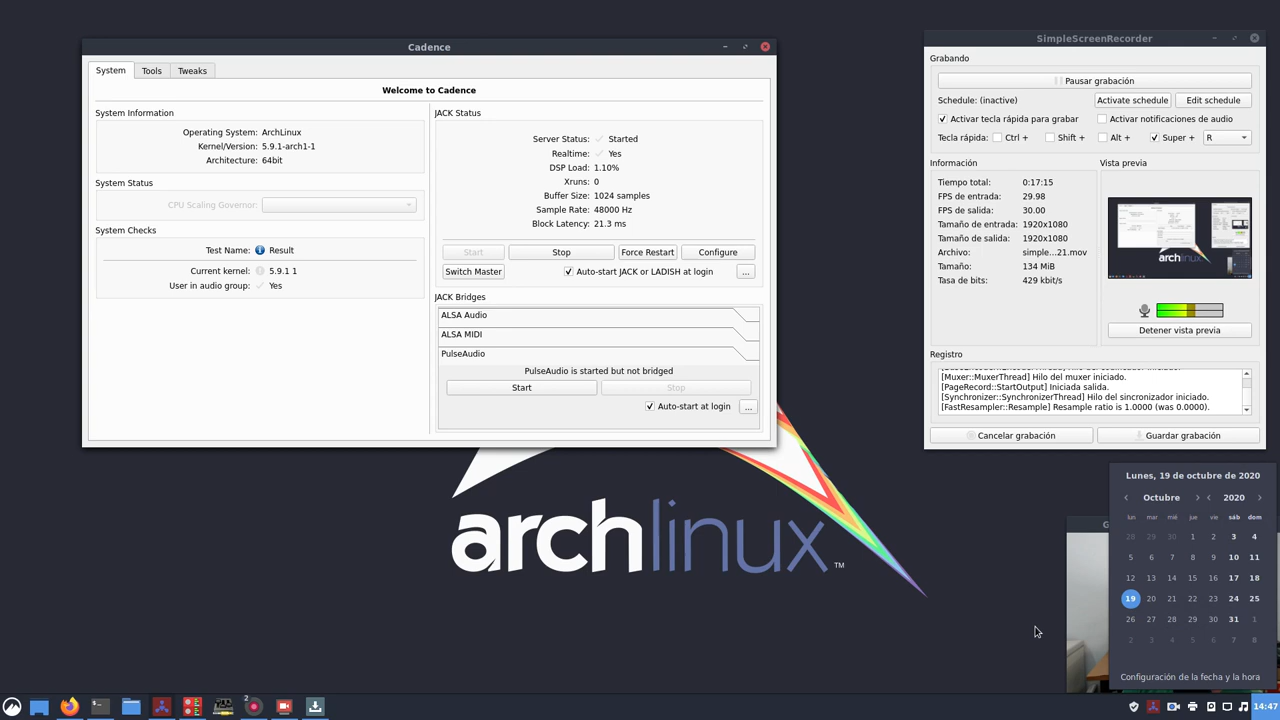 Cadence
System
Tools
Tweaks
Welcome to Cadence
System Information
Operating System: ArchLinux
Kernel/Version: 5.9.1-arch1-1
Architecture: 64bit
System Status
CPU Scaling Governor:
System Checks
Test Name: Result
Current kernel: 5.9.1 1
User in audio group: Yes
JACK Status
Server Status: Started
Realtime: Yes
DSP Load: 1.10%
Xruns: 0
Buffer Size: 1024 samples
Sample Rate: 48000 Hz
Block Latency: 21.3 ms
Start Stop Force Restart Configure
Switch Master Auto-start JACK or LADISH at login ...
JACK Bridges
ALSA Audio
ALSA MIDI
PulseAudio
PulseAudio is started but not bridged
Start Stop
Auto-start at login ...
SimpleScreenRecorder
Grabando
Pausar grabación
Schedule: (inactive) Activate schedule Edit schedule
Activar tecla rápida para grabar Activar notificaciones de audio
Tecla rápida: Ctrl + Shift + Alt + Super + R
Información
Tiempo total: 0:17:15
FPS de entrada: 29.98
FPS de salida: 30.00
Tamaño de entrada: 1920x1080
Tamaño de salida: 1920x1080
Archivo: simple...21.mov
Tamaño: 134 MiB
Tasa de bits: 429 kbit/s
Vista previa
archlinux
Detener vista previa
Registro
[Muxer::MuxerThread] Hilo del muxer iniciado.
[PageRecord::StartOutput] Iniciada salida.
[Synchronizer::SynchronizerThread] Hilo del sincronizador iniciado.
[FastResampler::Resample] Resample ratio is 1.0000 (was 0.0000).
Cancelar grabación Guardar grabación
archlinux™
G
Lunes, 19 de octubre de 2020
Octubre 2020
lun mar mié jue vie sáb dom
28 29 30 1 2 3 4
5 6 7 8 9 10 11
12 13 14 15 16 17 18
19 20 21 22 23 24 25
26 27 28 29 30 31 1
2 3 4 5 6 7 8
Configuración de la fecha y la hora
2
14:47